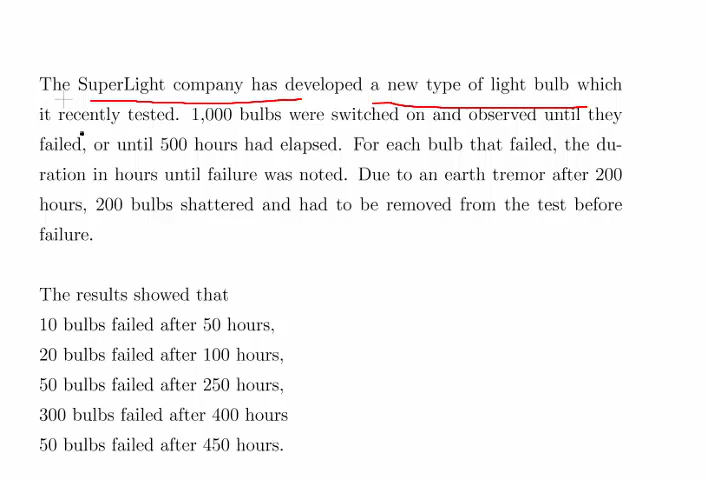 The SuperLight company has developed a new type of light bulb which
it recently tested. 1,000 bulbs were switched on and observed until they
failed, or until 500 hours had elapsed. For each bulb that failed, the du-
ration in hours until failure was noted. Due to an earth tremor after 200
hours, 200 bulbs shattered and had to be removed from the test before
failure.
The results showed that
10 bulbs failed after 50 hours,
20 bulbs failed after 100 hours,
50 bulbs failed after 250 hours,
300 bulbs failed after 400 hours
50 bulbs failed after 450 hours.